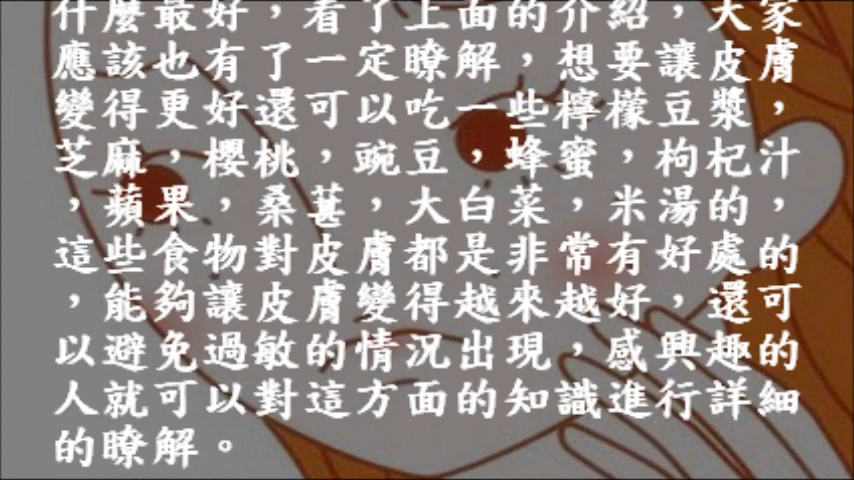 什麼最好，看了上面的介紹，大家
應該也有了一定瞭解，想要讓皮膚
變得更好還可以吃一些檸檬豆漿，
芝麻，櫻桃，豌豆，蜂蜜，枸杞汁
，蘋果，桑葚，大白菜，米湯的，
這些食物對皮膚都是非常有好處的
，能夠讓皮膚變得越來越好，還可
以避免過敏的情況出現，感興趣的
人就可以對這方面的知識進行詳細
的瞭解。